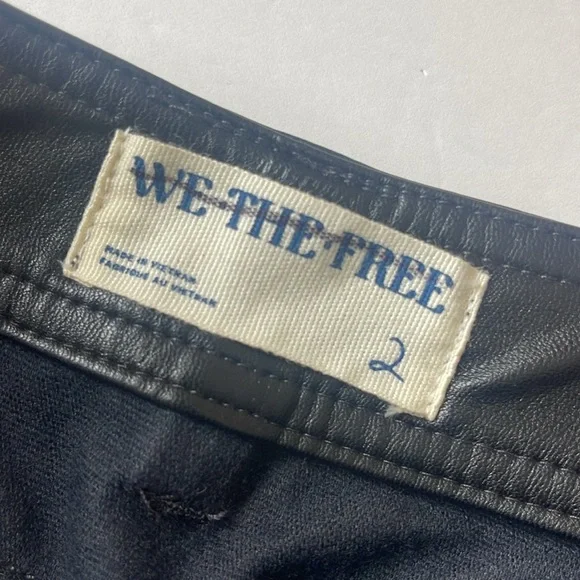 WE THE FREE
MADE IN VIETNAM
FABRIQUE AU VIETNAM
2